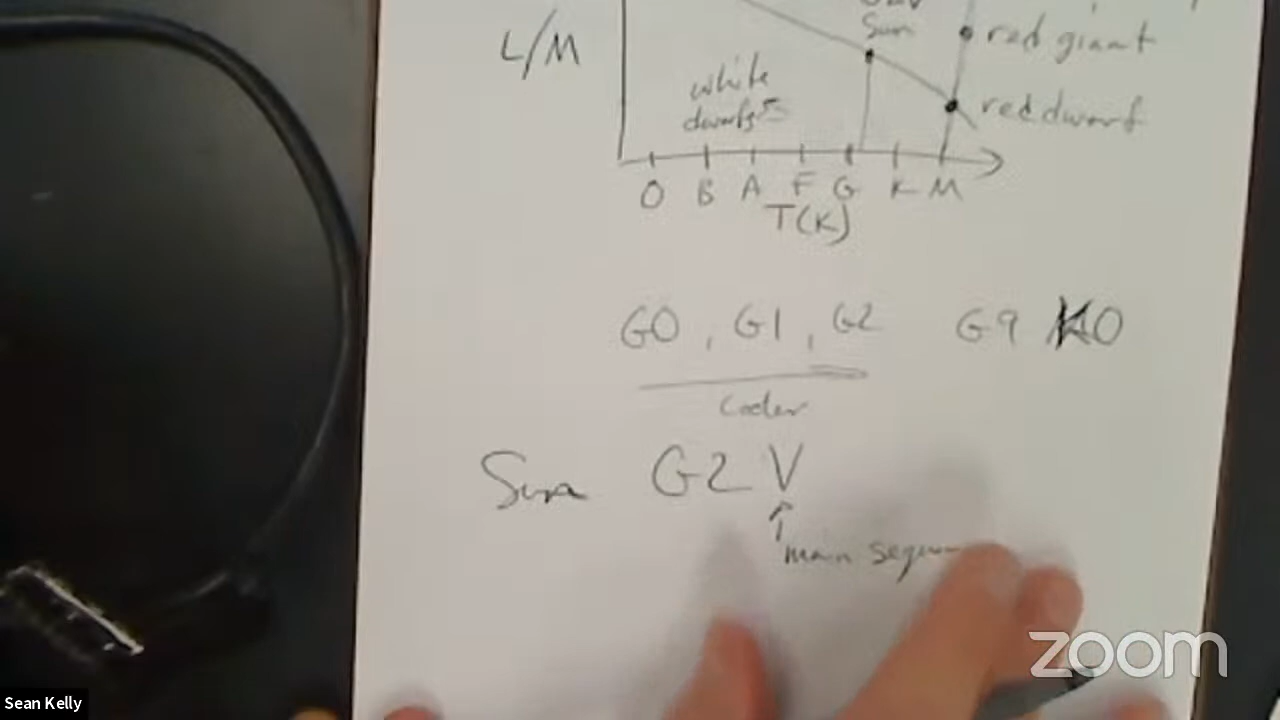 Sun
L/M
red giant
white
dwarfs
red dwarf
O B A F G K M
T(K)
G0 , G1 , G2 G9 K0
cooler
Sun G2 V
↑
main
zoom
Sean Kelly